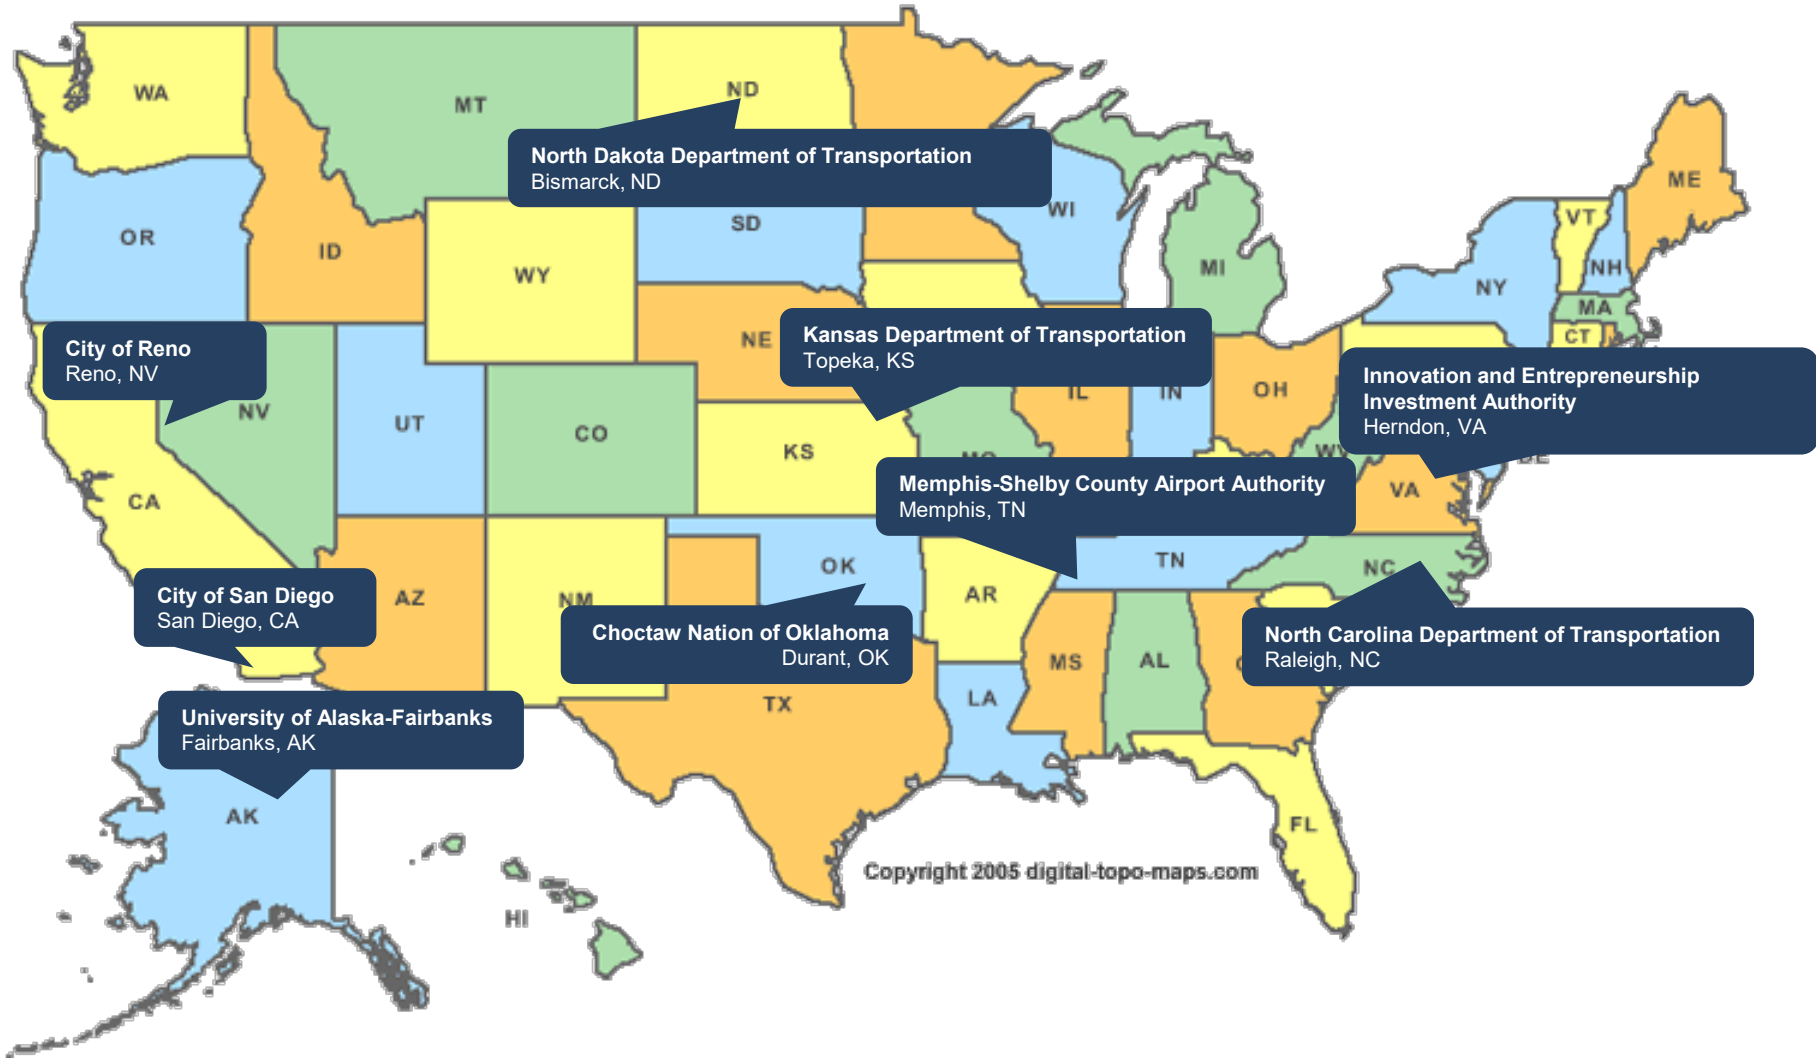 WA
MT
ND
North Dakota Department of Transportation
Bismarck, ND
ME
OR
ID
WY
SD
WI
MI
VT
NH
NY
MA
CT
City of Reno
Reno, NV
NE
Kansas Department of Transportation
Topeka, KS
IL
IN
OH
Innovation and Entrepreneurship
Investment Authority
Herndon, VA
NV
UT
CO
KS
MO
WV
DE
CA
Memphis-Shelby County Airport Authority
Memphis, TN
VA
OK
TN
NC
City of San Diego
San Diego, CA
AZ
NM
AR
Choctaw Nation of Oklahoma
Durant, OK
North Carolina Department of Transportation
Raleigh, NC
MS
AL
LA
TX
University of Alaska-Fairbanks
Fairbanks, AK
AK
FL
Copyright 2005 digital-topo-maps.com
HI